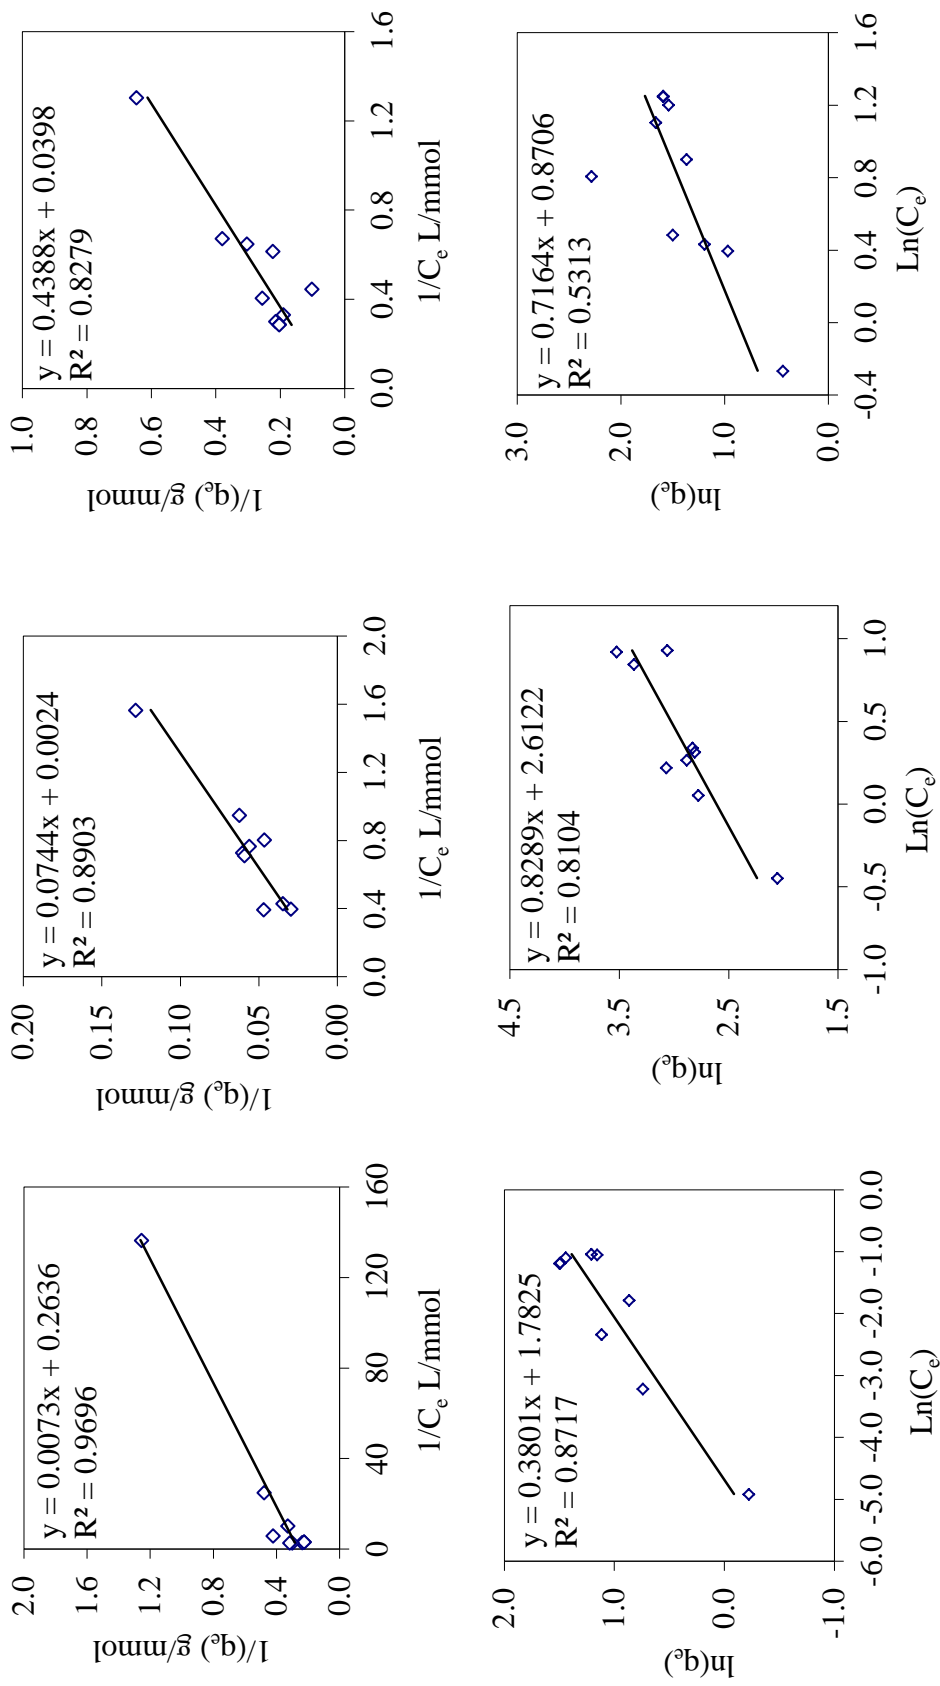 y = 0.0073x + 0.2636
R² = 0.9696
2.0
1.6
1.2
0.8
0.4
0.0
1/(qₑ) g/mmol
0 40 80 120 160
1/Cₑ L/mmol
y = 0.0744x + 0.0024
R² = 0.8903
0.20
0.15
0.10
0.05
0.00
1/(qₑ) g/mmol
0.0 0.4 0.8 1.2 1.6 2.0
1/Cₑ L/mmol
y = 0.4388x + 0.0398
R² = 0.8279
1.0
0.8
0.6
0.4
0.2
0.0
1/(qₑ) g/mmol
0.0 0.4 0.8 1.2 1.6
1/Cₑ L/mmol
y = 0.3801x + 1.7825
R² = 0.8717
2.0
1.0
0.0
-1.0
ln(qₑ)
-6.0 -5.0 -4.0 -3.0 -2.0 -1.0 0.0
Ln(Cₑ)
y = 0.8289x + 2.6122
R² = 0.8104
4.5
3.5
2.5
1.5
ln(qₑ)
-1.0 -0.5 0.0 0.5 1.0
Ln(Cₑ)
y = 0.7164x + 0.8706
R² = 0.5313
3.0
2.0
1.0
0.0
ln(qₑ)
-0.4 0.0 0.4 0.8 1.2 1.6
Ln(Cₑ)